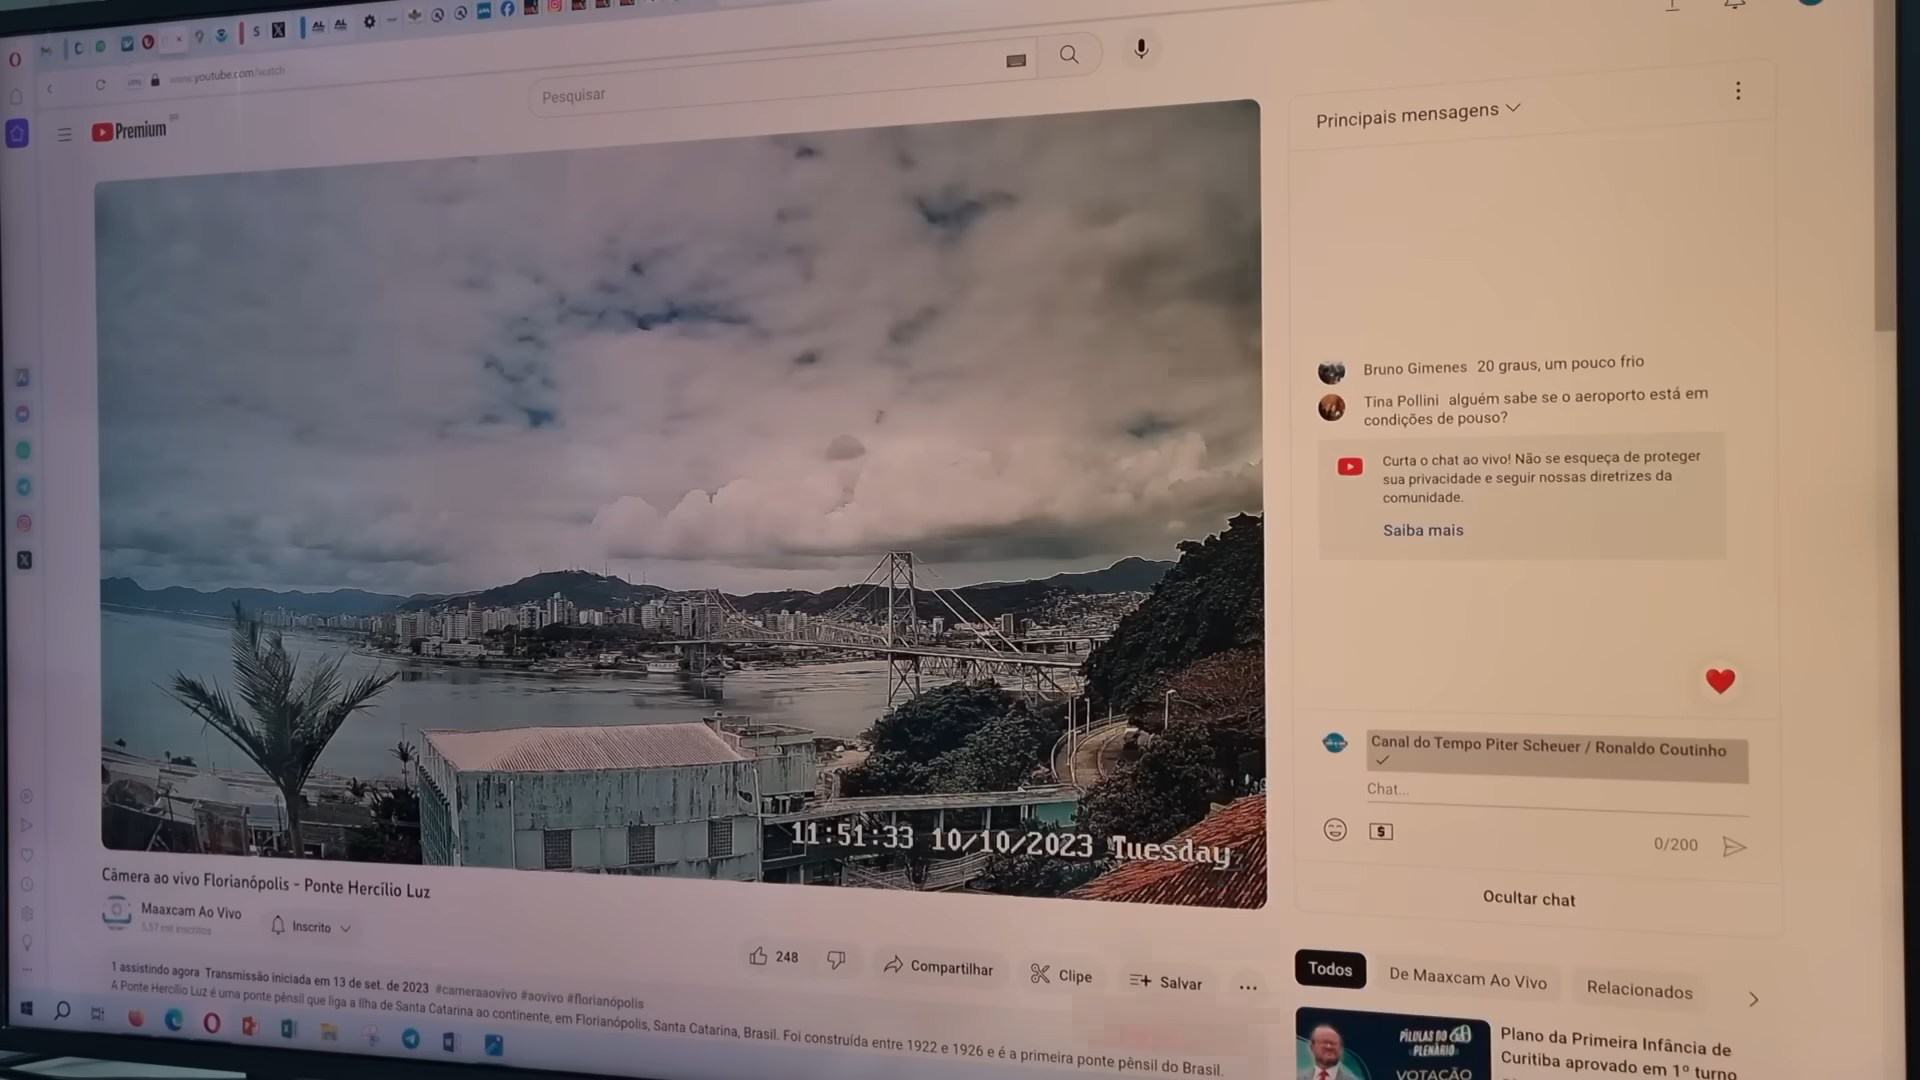 www.youtube.com/watch
Premium
Pesquisar
Principais mensagens
Bruno Gimenes 20 graus, um pouco frio
Tina Pollini alguém sabe se o aeroporto está em
condições de pouso?
Curta o chat ao vivo! Não se esqueça de proteger
sua privacidade e seguir nossas diretrizes da
comunidade.
Saiba mais
Canal do Tempo Piter Scheuer / Ronaldo Coutinho
Chat...
0/200
Ocultar chat
11:51:33 10/10/2023 Tuesday
Câmera ao vivo Florianópolis - Ponte Hercílio Luz
Maaxcam Ao Vivo
5,57 mil inscritos
Inscrito
248
Compartilhar
Clipe
Salvar
1 assistindo agora Transmissão iniciada em 13 de set. de 2023 #cameraaovivo #aovivo #florianópolis
A Ponte Hercílio Luz é uma ponte pênsil que liga a Ilha de Santa Catarina ao continente, em Florianópolis, Santa Catarina, Brasil. Foi construída entre 1922 e 1926 e é a primeira ponte pênsil do Brasil.
Todos
De Maaxcam Ao Vivo
Relacionados
PÍLULAS DO
PLENÁRIO
VOTAÇÃO
Plano da Primeira Infância de
Curitiba aprovado em 1º turno